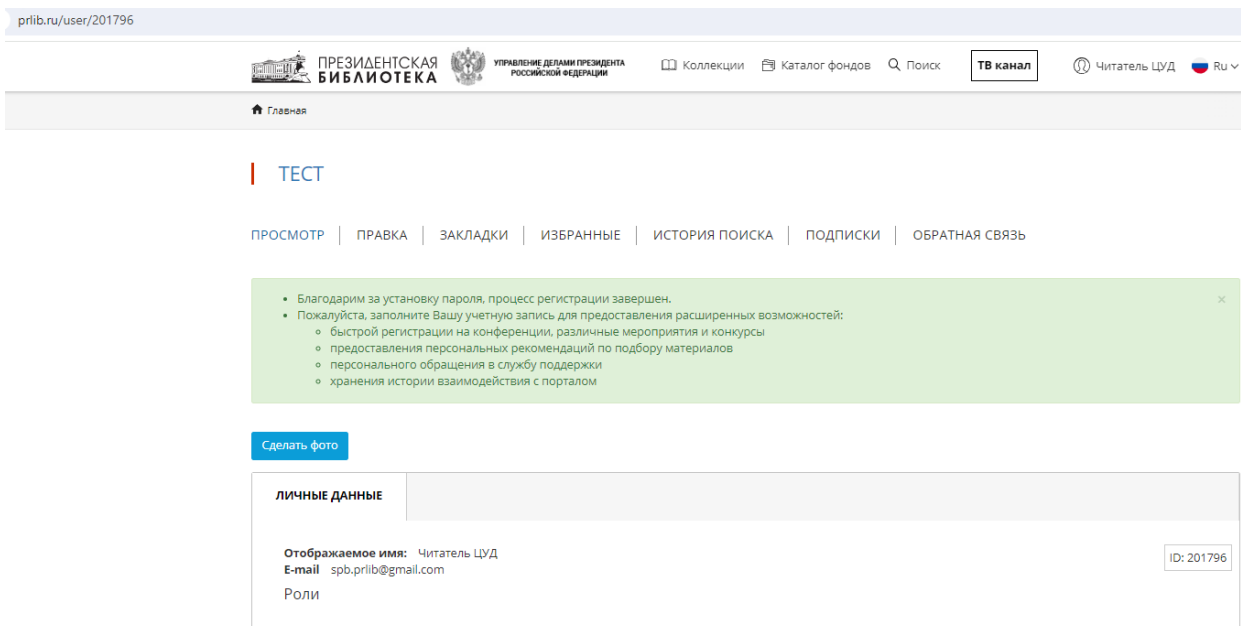 prlib.ru/user/201796
ПРЕЗИДЕНТСКАЯ
БИБЛИОТЕКА
УПРАВЛЕНИЕ ДЕЛАМИ ПРЕЗИДЕНТА
РОССИЙСКОЙ ФЕДЕРАЦИИ
Коллекции Каталог фондов Поиск ТВ канал Читатель ЦУД Ru
Главная
ТЕСТ
ПРОСМОТР ПРАВКА ЗАКЛАДКИ ИЗБРАННЫЕ ИСТОРИЯ ПОИСКА ПОДПИСКИ ОБРАТНАЯ СВЯЗЬ
Благодарим за установку пароля, процесс регистрации завершен.
Пожалуйста, заполните Вашу учетную запись для предоставления расширенных возможностей:
быстрой регистрации на конференции, различные мероприятия и конкурсы
предоставления персональных рекомендаций по подбору материалов
персонального обращения в службу поддержки
хранения истории взаимодействия с порталом
Сделать фото
ЛИЧНЫЕ ДАННЫЕ
Отображаемое имя: Читатель ЦУД
E-mail spb.prlib@gmail.com
ID: 201796
Роли